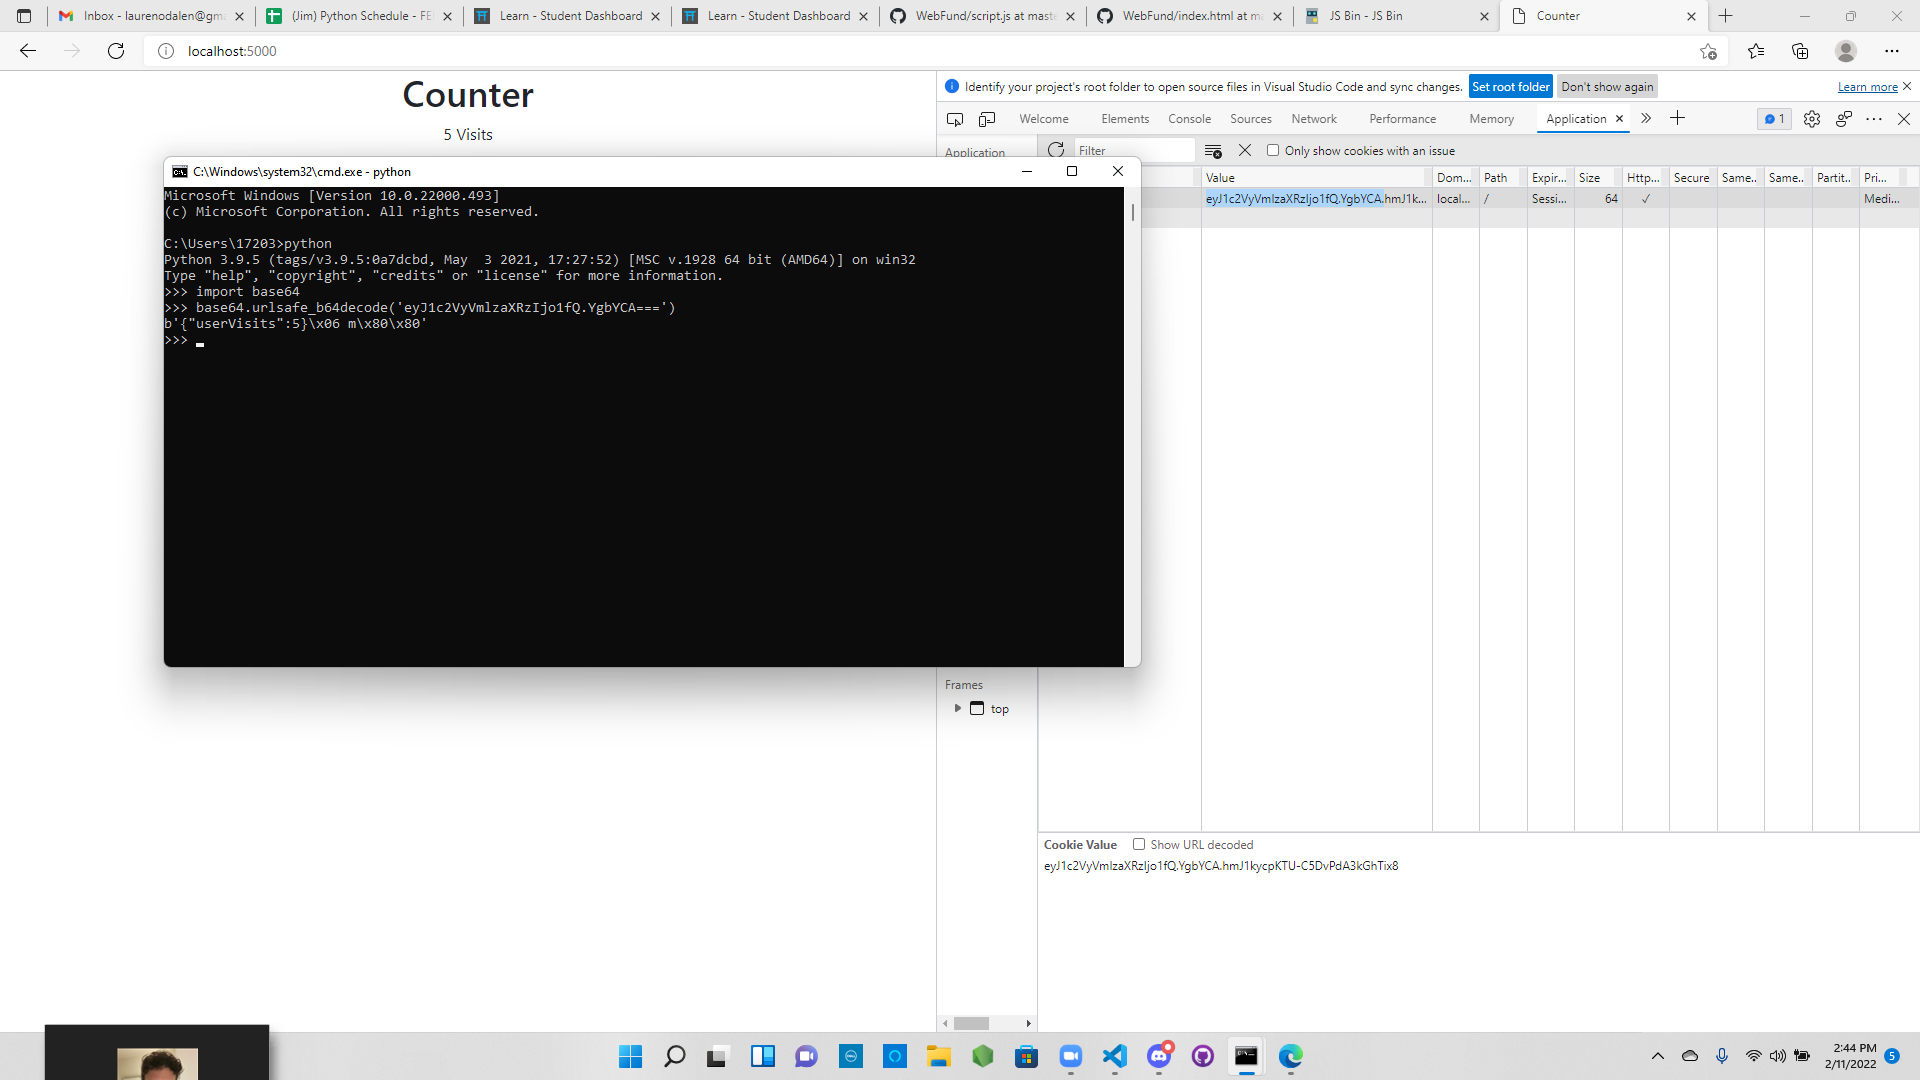 Inbox - laurenodalen@gma
(Jim) Python Schedule - FE
Learn - Student Dashboard
Learn - Student Dashboard
WebFund/script.js at maste
WebFund/index.html at ma
JS Bin - JS Bin
Counter
localhost:5000
Counter
5 Visits
Identify your project's root folder to open source files in Visual Studio Code and sync changes.
Set root folder
Don't show again
Learn more
Welcome
Elements
Console
Sources
Network
Performance
Memory
Application
1
Application
Filter
Only show cookies with an issue
Value
Dom...
Path
Expir...
Size
Http...
Secure
Same...
Same...
Partit...
Pri...
eyJ1c2VyVmlzaXRzIjo1fQ.YgbYCA.hmJ1k...
local...
/
Sessi...
64
✓
Medi...
C:\Windows\system32\cmd.exe - python
Microsoft Windows [Version 10.0.22000.493]
(c) Microsoft Corporation. All rights reserved.
C:\Users\17203>python
Python 3.9.5 (tags/v3.9.5:0a7dcbd, May  3 2021, 17:27:52) [MSC v.1928 64 bit (AMD64)] on win32
Type "help", "copyright", "credits" or "license" for more information.
>>> import base64
>>> base64.urlsafe_b64decode('eyJ1c2VyVmlzaXRzIjo1fQ.YgbYCA===')
b'{"userVisits":5}\x06 m\x80\x80'
>>>
Frames
top
Cookie Value
Show URL decoded
eyJ1c2VyVmlzaXRzIjo1fQ.YgbYCA.hmJ1kycpKTU-C5DvPdA3kGhTix8
2:44 PM
2/11/2022
5